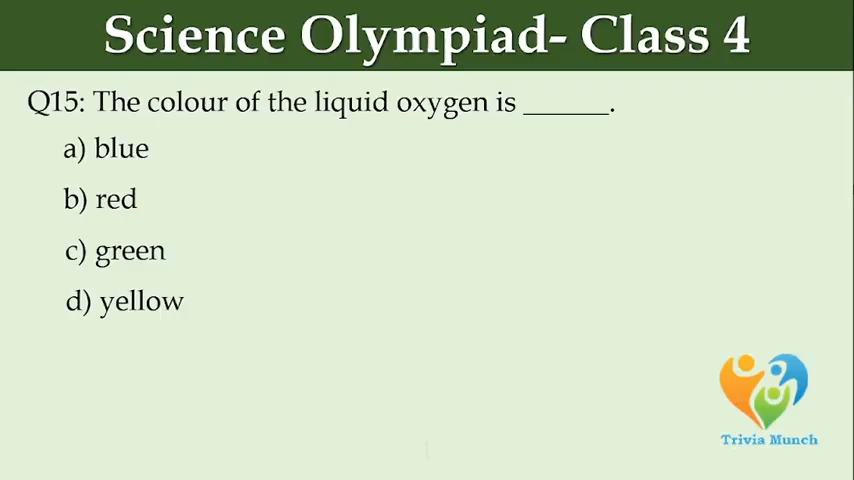 Science Olympiad- Class 4
Q15: The colour of the liquid oxygen is ______.
a) blue
b) red
c) green
d) yellow
Trivia Munch